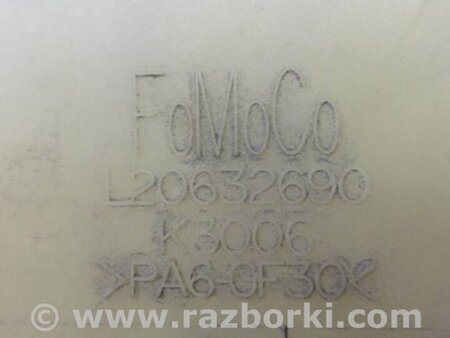 FoMoCo
L20632690
K3006
>PA6-GF30<
© www.razborki.com